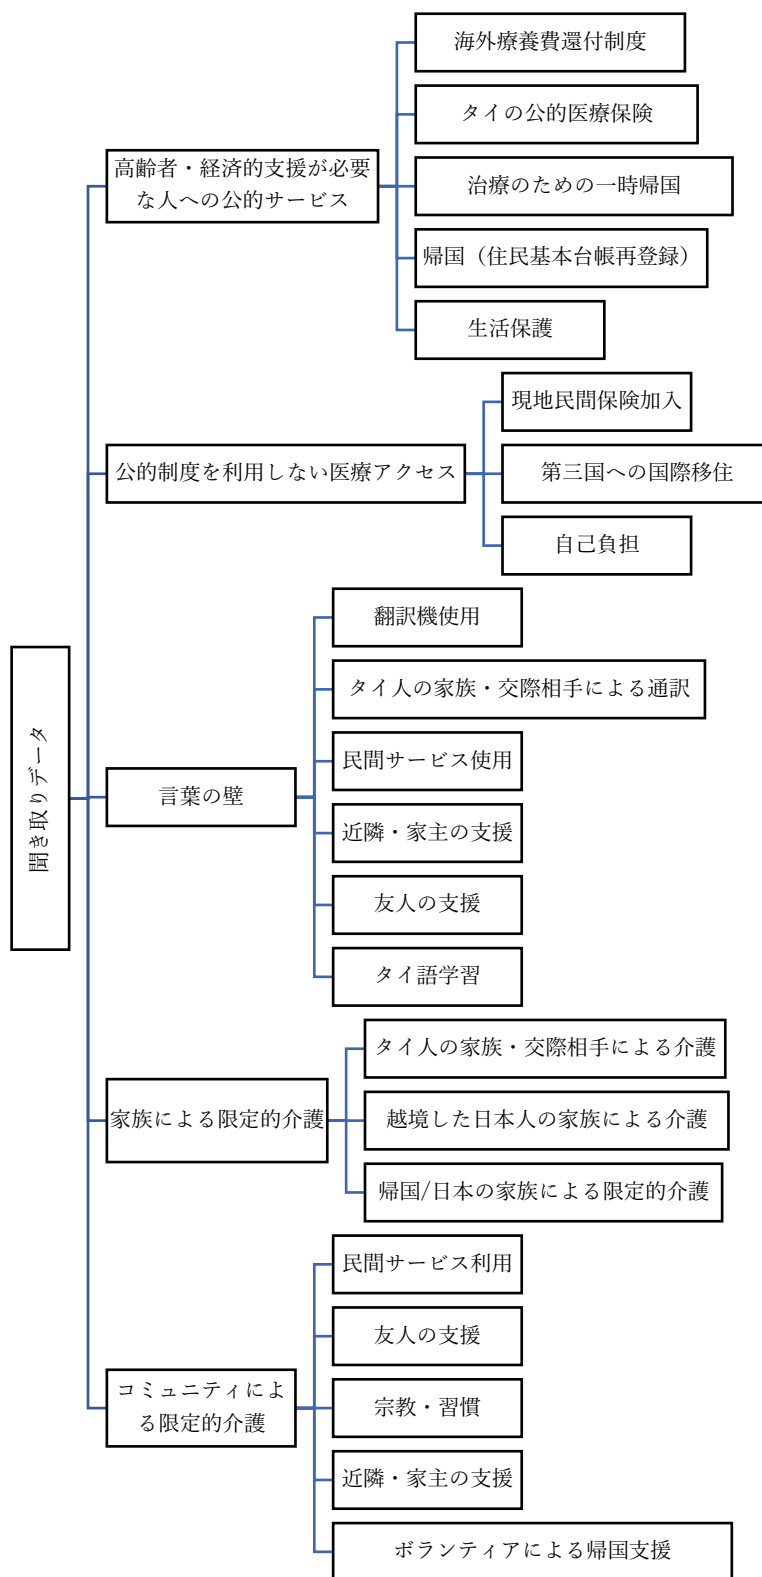 聞き取りデータ
高齢者・経済的支援が必要
な人への公的サービス
海外療養費還付制度
タイの公的医療保険
治療のための一時帰国
帰国（住民基本台帳再登録）
生活保護
公的制度を利用しない医療アクセス
現地民間保険加入
第三国への国際移住
自己負担
言葉の壁
翻訳機使用
タイ人の家族・交際相手による通訳
民間サービス使用
近隣・家主の支援
友人の支援
タイ語学習
家族による限定的介護
タイ人の家族・交際相手による介護
越境した日本人の家族による介護
帰国/日本の家族による限定的介護
コミュニティによ
る限定的介護
民間サービス利用
友人の支援
宗教・習慣
近隣・家主の支援
ボランティアによる帰国支援